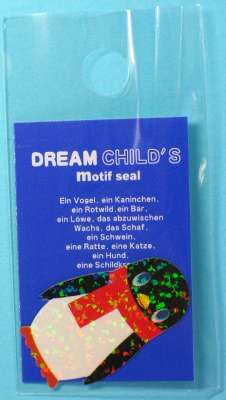 DREAM CHILD'S
motif seal
Ein Vogel, ein Kaninchen,
ein Rotwild, ein Bär,
ein Löwe, das abzuwischen
Wachs, das Schaf,
ein Schwein,
eine Ratte, eine Katze,
ein Hund,
eine